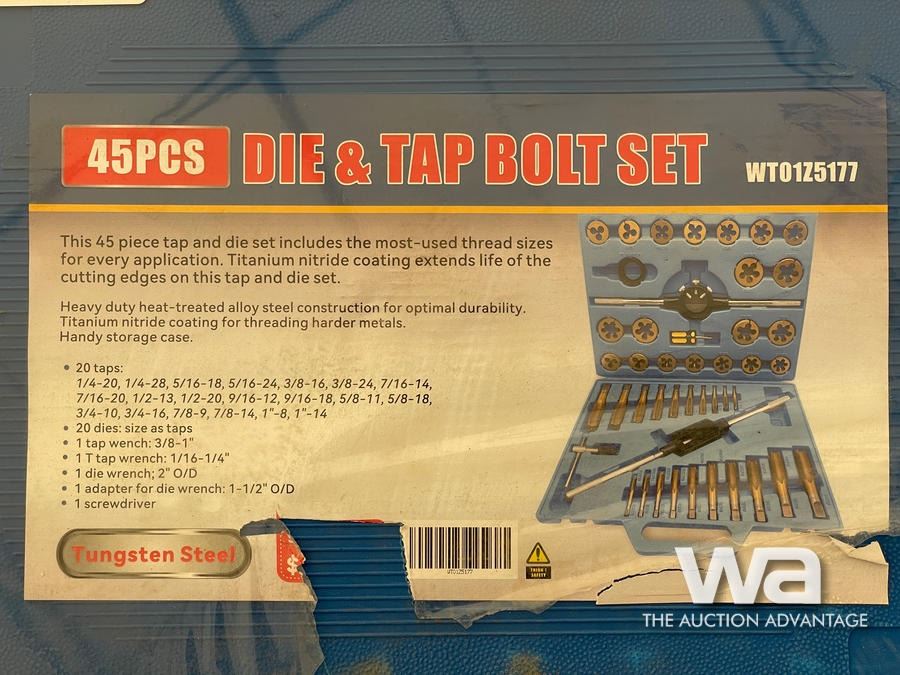 45PCS DIE & TAP BOLT SET WT01Z5177
This 45 piece tap and die set includes the most-used thread sizes
for every application. Titanium nitride coating extends life of the
cutting edges on this tap and die set.
Heavy duty heat-treated alloy steel construction for optimal durability.
Titanium nitride coating for threading harder metals.
Handy storage case.
• 20 taps:
1/4-20, 1/4-28, 5/16-18, 5/16-24, 3/8-16, 3/8-24, 7/16-14,
7/16-20, 1/2-13, 1/2-20, 9/16-12, 9/16-18, 5/8-11, 5/8-18,
3/4-10, 3/4-16, 7/8-9, 7/8-14, 1"-8, 1"-14
• 20 dies: size as taps
• 1 tap wench: 3/8-1"
• 1 T tap wrench: 1/16-1/4"
• 1 die wrench; 2" O/D
• 1 adapter for die wrench: 1-1/2" O/D
• 1 screwdriver
Tungsten Steel
WT01Z5177
THINK!
SAFETY
wa
THE AUCTION ADVANTAGE